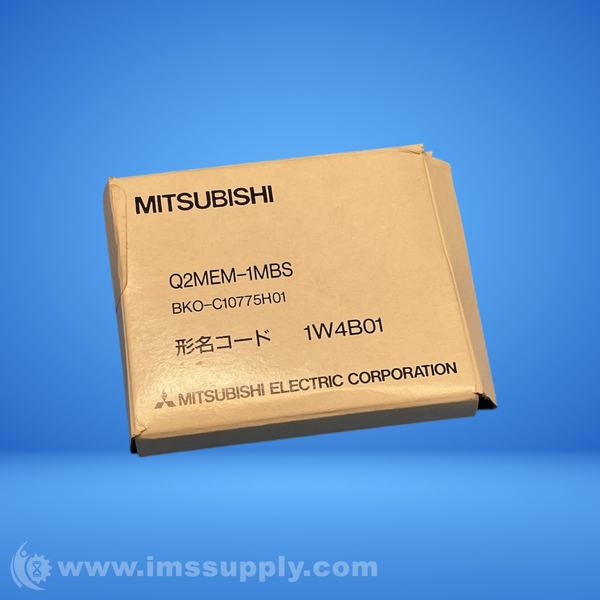 MITSUBISHI
Q2MEM-1MBS
BKO-C10775H01
形名コード 1W4B01
MITSUBISHI ELECTRIC CORPORATION
www.imssupply.com